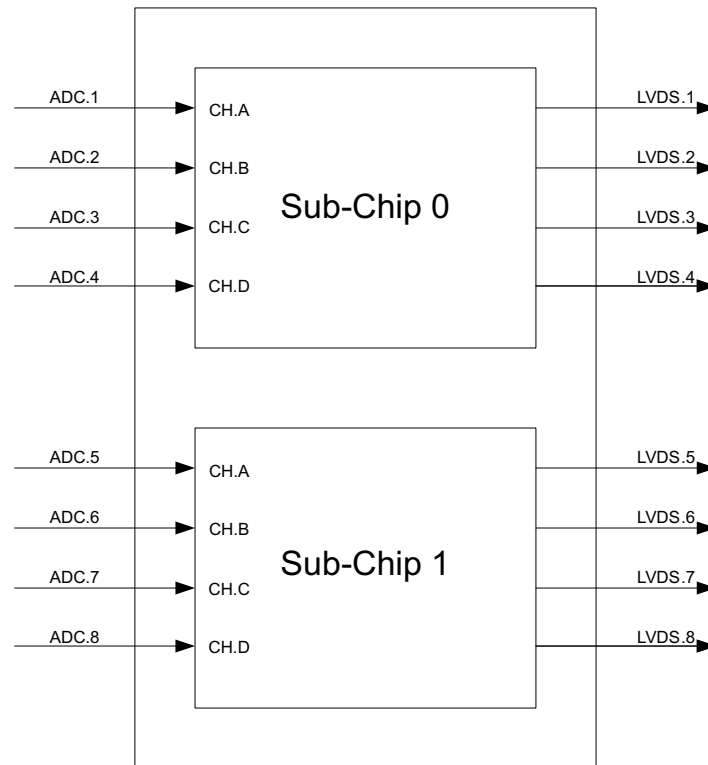 ADC.1
CH.A
LVDS.1
ADC.2
CH.B
LVDS.2
Sub-Chip 0
ADC.3
CH.C
LVDS.3
ADC.4
CH.D
LVDS.4
ADC.5
CH.A
LVDS.5
ADC.6
CH.B
LVDS.6
Sub-Chip 1
ADC.7
CH.C
LVDS.7
ADC.8
CH.D
LVDS.8